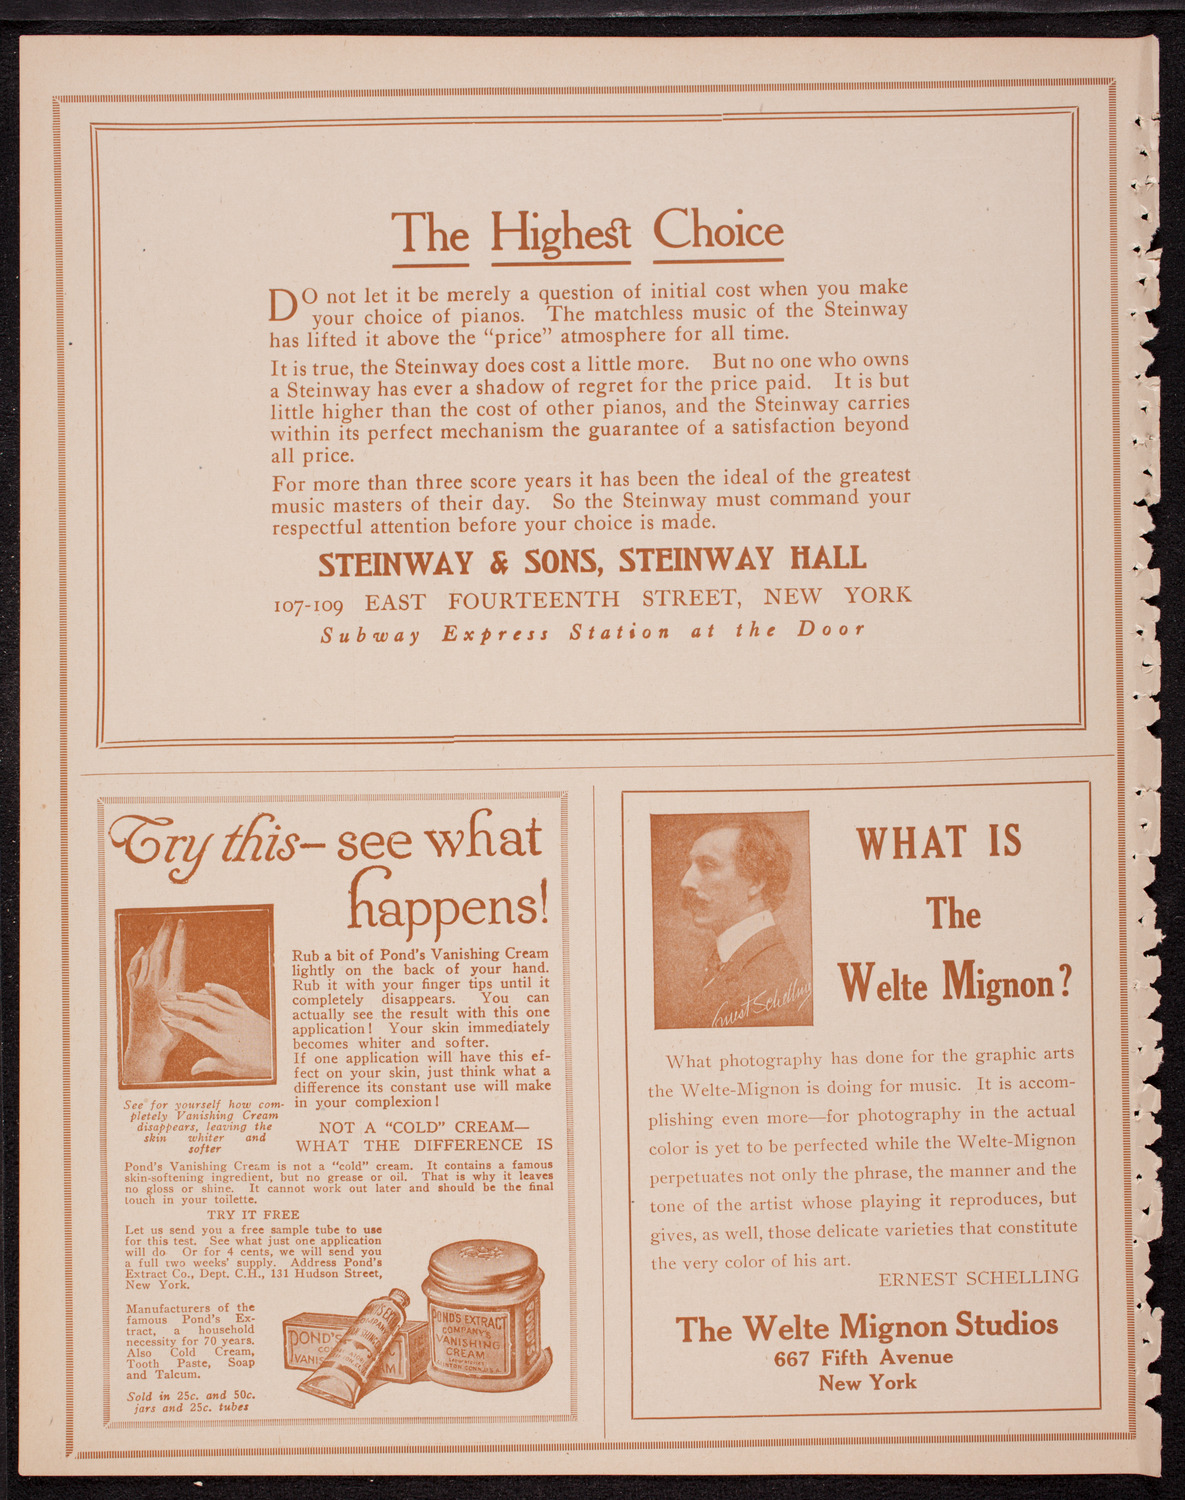 The Highest Choice
DO not let it be merely a question of initial cost when you make
your choice of pianos. The matchless music of the Steinway
has lifted it above the "price" atmosphere for all time.
It is true, the Steinway does cost a little more. But no one who owns
a Steinway has ever a shadow of regret for the price paid. It is but
little higher than the cost of other pianos, and the Steinway carries
within its perfect mechanism the guarantee of a satisfaction beyond
all price.
For more than three score years it has been the ideal of the greatest
music masters of their day. So the Steinway must command your
respectful attention before your choice is made.
STEINWAY & SONS, STEINWAY HALL
107-109 EAST FOURTEENTH STREET, NEW YORK
Subway Express Station at the Door
Try this—see what
happens!
Rub a bit of Pond's Vanishing Cream
lightly on the back of your hand.
Rub it with your finger tips until it
completely disappears. You can
actually see the result with this one
application! Your skin immediately
becomes whiter and softer.
If one application will have this ef-
fect on your skin, just think what a
difference its constant use will make
in your complexion!
See for yourself how com-
pletely Vanishing Cream
disappears, leaving the
skin whiter and
softer
NOT A "COLD" CREAM—
WHAT THE DIFFERENCE IS
Pond's Vanishing Cream is not a "cold" cream. It contains a famous
skin-softening ingredient, but no grease or oil. That is why it leaves
no gloss or shine. It cannot work out later and should be the final
touch in your toilette.
TRY IT FREE
Let us send you a free sample tube to use
for this test. See what just one application
will do Or for 4 cents, we will send you
a full two weeks' supply. Address Pond's
Extract Co., Dept. C.H., 131 Hudson Street,
New York.
Manufacturers of the
famous Pond's Ex-
tract, a household
necessity for 70 years.
Also Cold Cream,
Tooth Paste, Soap
and Talcum.
Sold in 25c. and 50c.
jars and 25c. tubes
POND'S
VANIS
POND'S EXTRACT
COMPANY'S
VANISHING
CREAM
Ernest Schelling
WHAT IS
The
Welte Mignon?
What photography has done for the graphic arts
the Welte-Mignon is doing for music. It is accom-
plishing even more—for photography in the actual
color is yet to be perfected while the Welte-Mignon
perpetuates not only the phrase, the manner and the
tone of the artist whose playing it reproduces, but
gives, as well, those delicate varieties that constitute
the very color of his art.
ERNEST SCHELLING
The Welte Mignon Studios
667 Fifth Avenue
New York